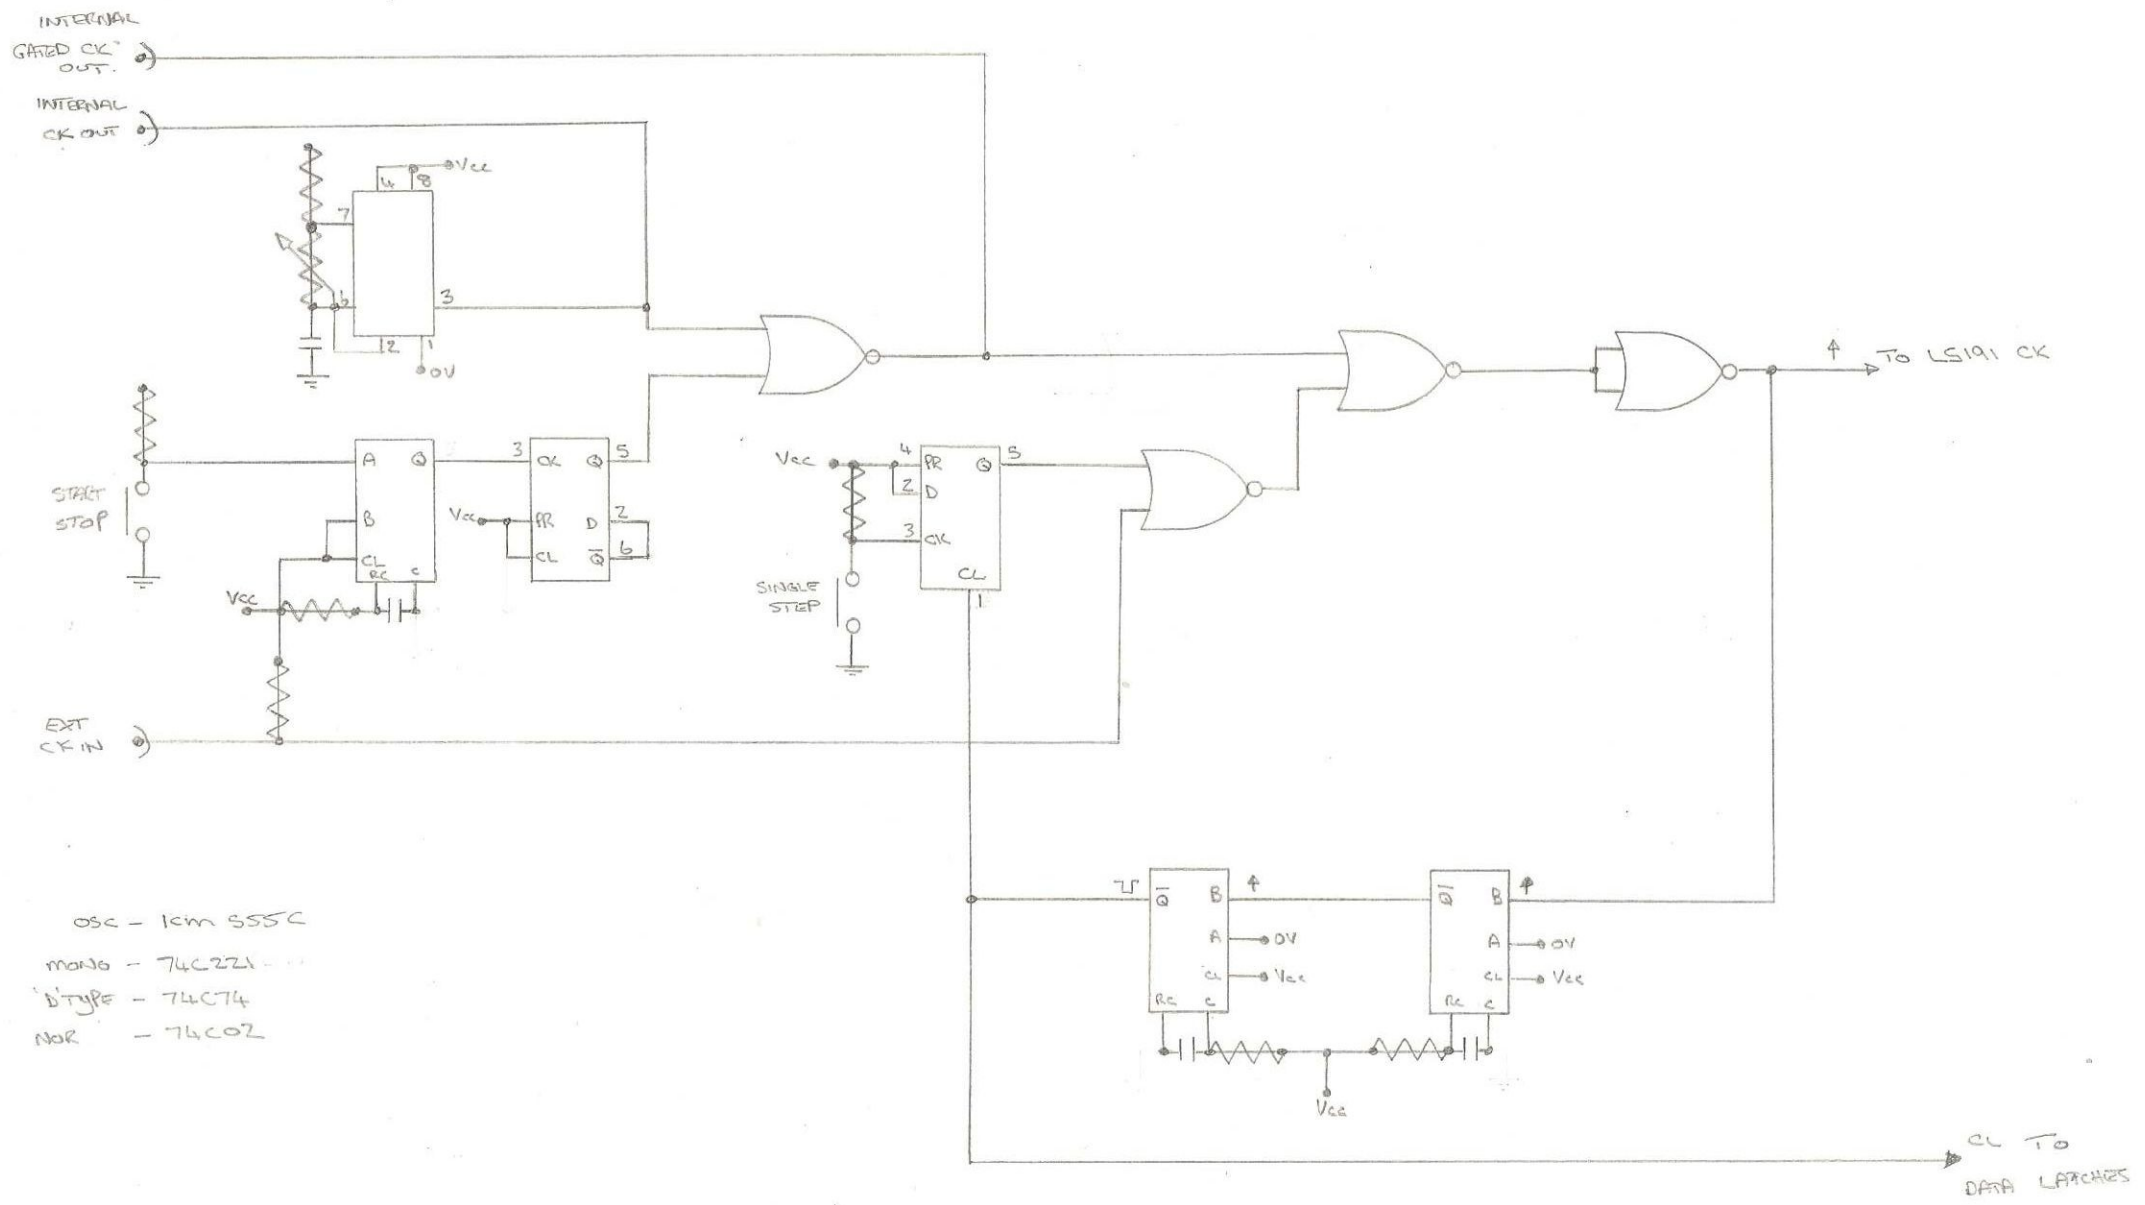 INTERNAL
GATED CK
OUT.
INTERNAL
CK OUT
Vcc
4 8
7
6
3
2 1
0V
START
STOP
A Q
B
CL
RC C
Vcc
3 CK Q 5
Vcc PR D 2
CL Q̅ 6
Vcc 4 PR Q 5
2 D
3 CK
CL
1
SINGLE
STEP
TO LS191 CK
EXT
CK IN
Q̅ B
A 0V
CL Vcc
RC C
Q̅ B
A 0V
CL Vcc
RC C
Vcc
OSC - ICM 555C
MONO - 74C221
'D' TYPE - 74C74
NOR - 74C02
CL TO
DATA LATCHES